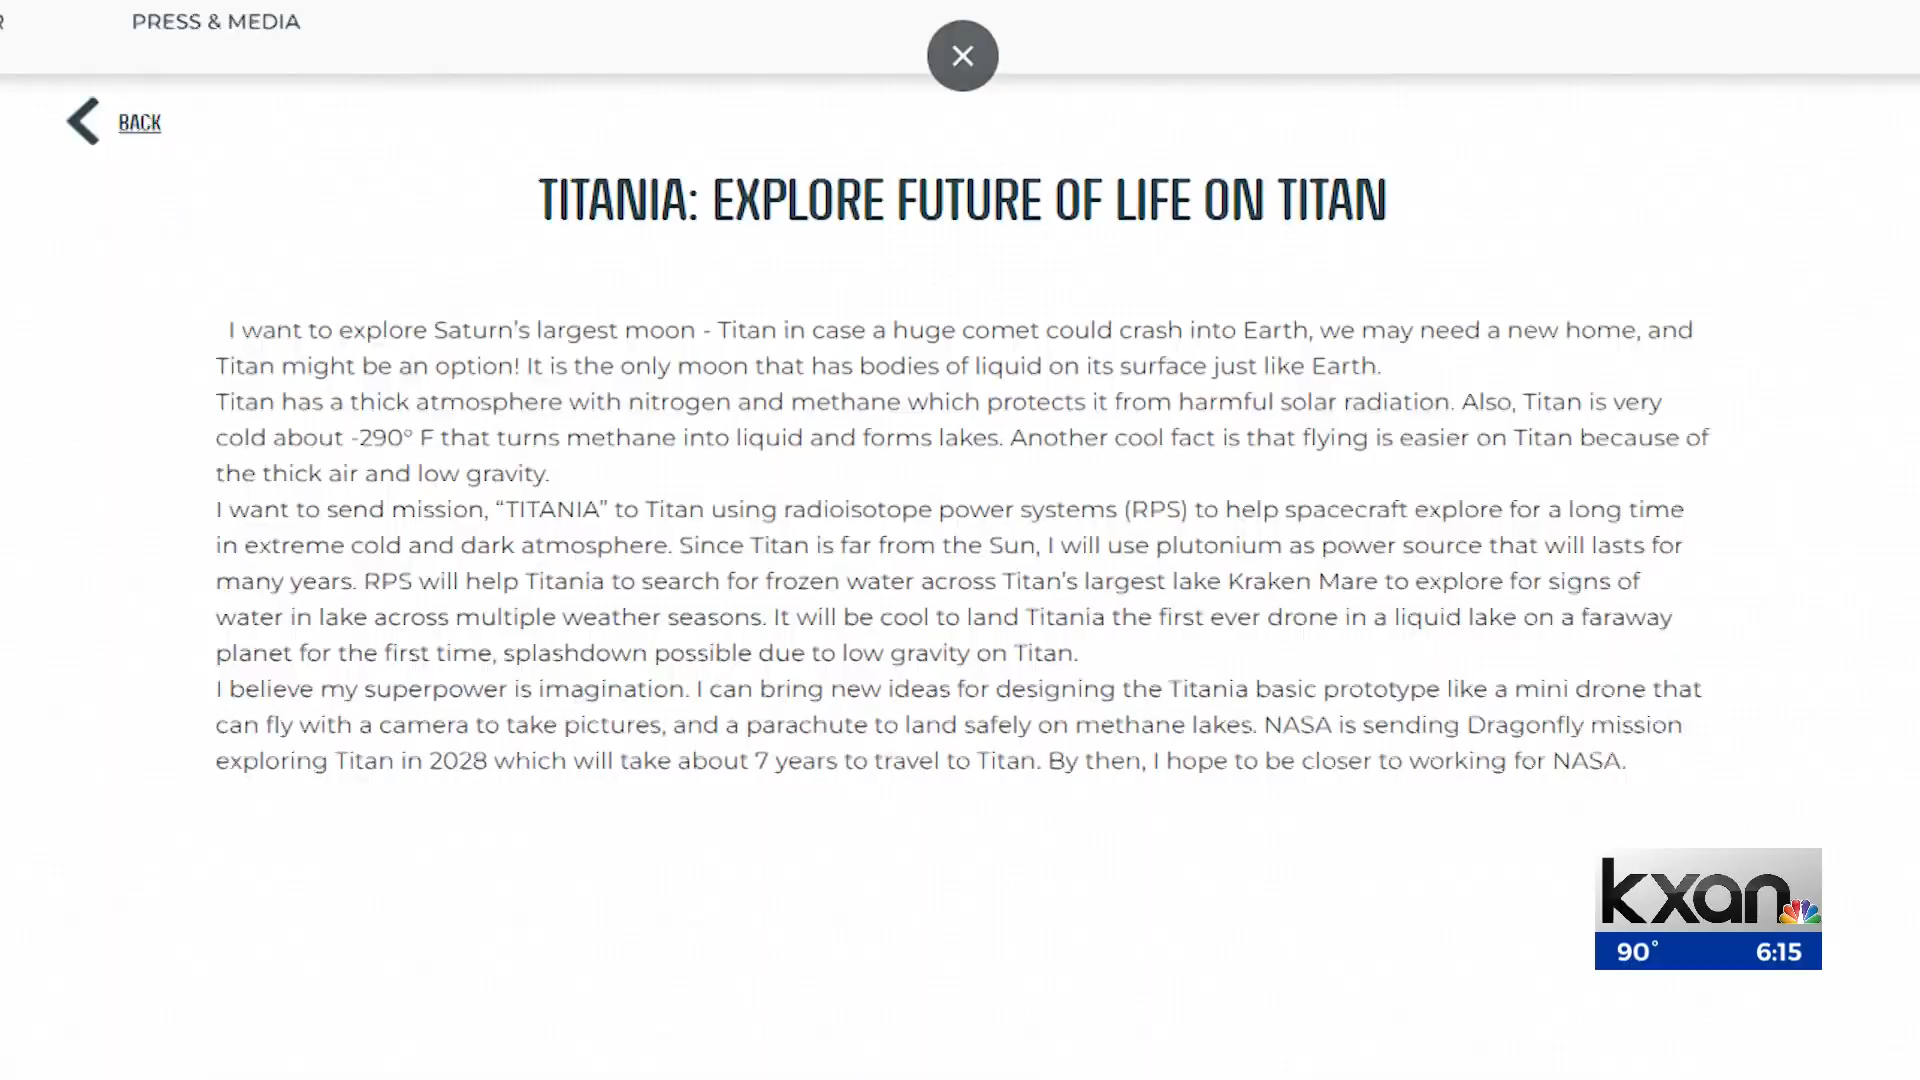 PRESS & MEDIA
BACK
TITANIA: EXPLORE FUTURE OF LIFE ON TITAN
I want to explore Saturn's largest moon - Titan in case a huge comet could crash into Earth, we may need a new home, and
Titan might be an option! It is the only moon that has bodies of liquid on its surface just like Earth.
Titan has a thick atmosphere with nitrogen and methane which protects it from harmful solar radiation. Also, Titan is very
cold about -290° F that turns methane into liquid and forms lakes. Another cool fact is that flying is easier on Titan because of
the thick air and low gravity.
I want to send mission, “TITANIA” to Titan using radioisotope power systems (RPS) to help spacecraft explore for a long time
in extreme cold and dark atmosphere. Since Titan is far from the Sun, I will use plutonium as power source that will lasts for
many years. RPS will help Titania to search for frozen water across Titan's largest lake Kraken Mare to explore for signs of
water in lake across multiple weather seasons. It will be cool to land Titania the first ever drone in a liquid lake on a faraway
planet for the first time, splashdown possible due to low gravity on Titan.
I believe my superpower is imagination. I can bring new ideas for designing the Titania basic prototype like a mini drone that
can fly with a camera to take pictures, and a parachute to land safely on methane lakes. NASA is sending Dragonfly mission
exploring Titan in 2028 which will take about 7 years to travel to Titan. By then, I hope to be closer to working for NASA.
kxan
90° 6:15